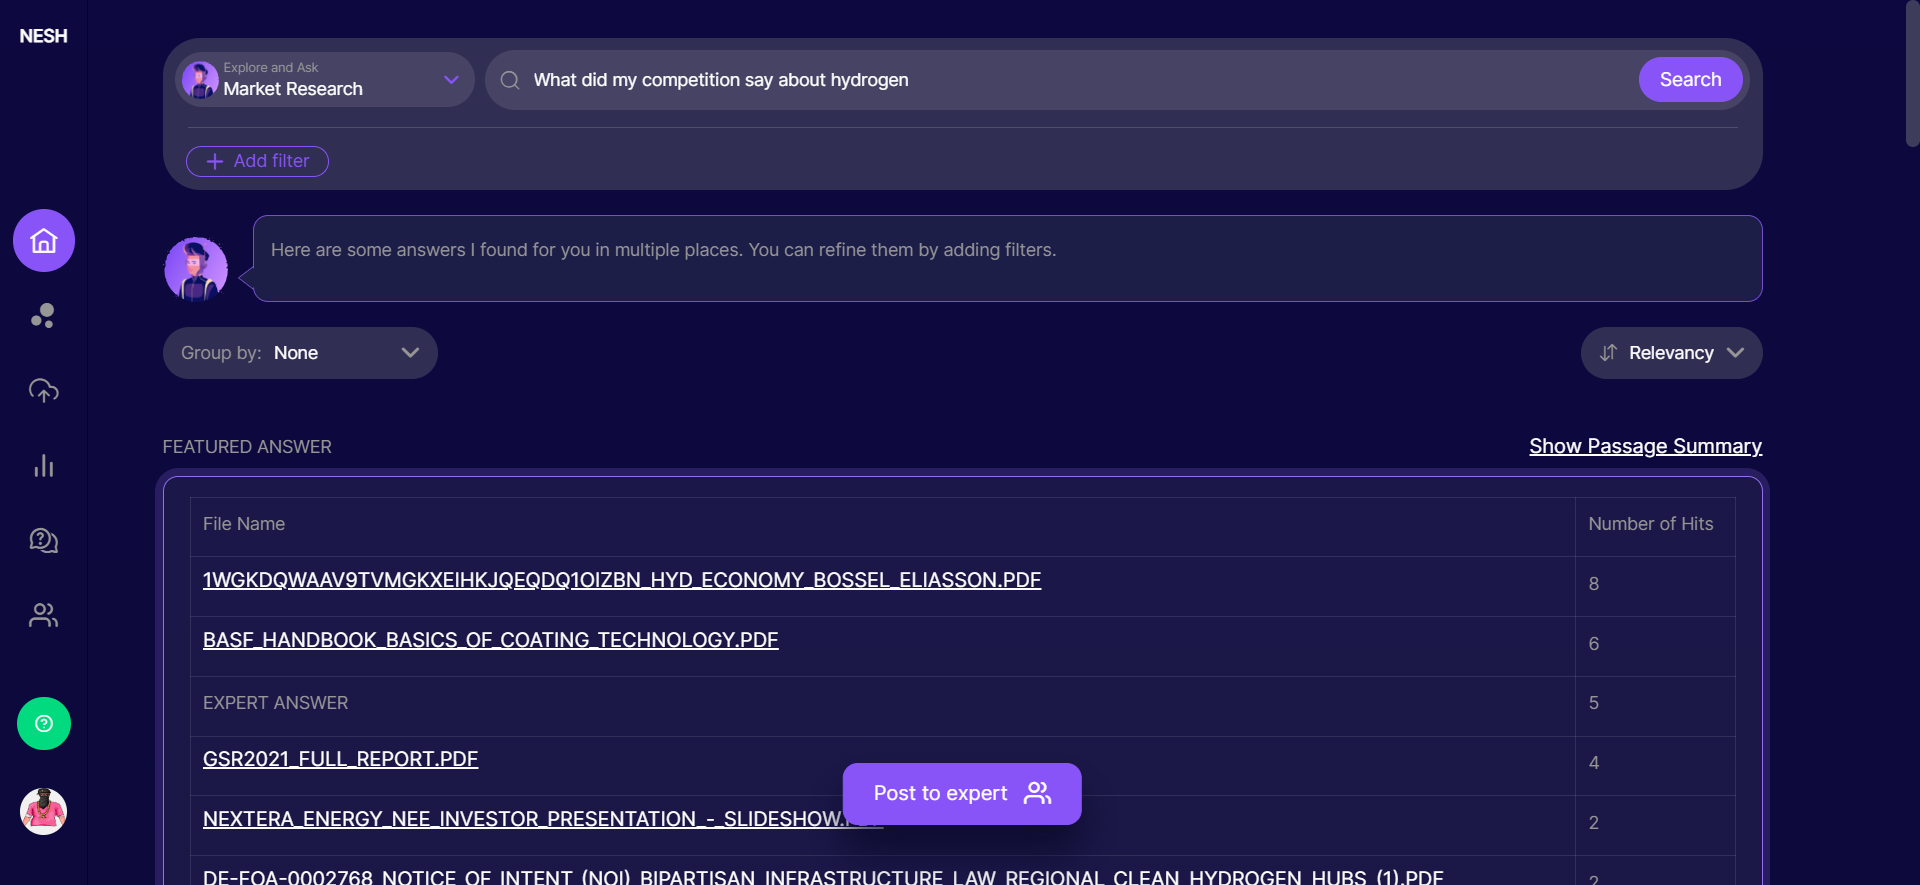 NESH
Explore and Ask
Market Research
What did my competition say about hydrogen
Search
Add filter
Here are some answers I found for you in multiple places. You can refine them by adding filters.
Group by: None
Relevancy
FEATURED ANSWER
Show Passage Summary
File Name
Number of Hits
1WGKDQWAAV9TVMGKXEIHKJQEQDQ1OIZBN_HYD_ECONOMY_BOSSEL_ELIASSON.PDF
8
BASF_HANDBOOK_BASICS_OF_COATING_TECHNOLOGY.PDF
6
EXPERT ANSWER
5
GSR2021_FULL_REPORT.PDF
4
Post to expert
NEXTERA_ENERGY_NEE_INVESTOR_PRESENTATION_-_SLIDESHOW.PDF
2
DE-FOA-0002768_NOTICE_OF_INTENT_(NOI)_BIPARTISAN_INFRASTRUCTURE_LAW_REGIONAL_CLEAN_HYDROGEN_HUBS_(1).PDF
2